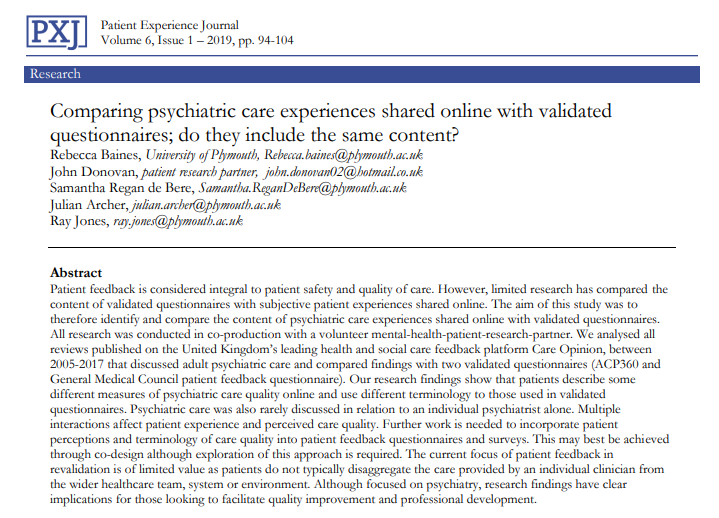 PXJ
Patient Experience Journal
Volume 6, Issue 1 – 2019, pp. 94-104
Research
Comparing psychiatric care experiences shared online with validated
questionnaires; do they include the same content?
Rebecca Baines, University of Plymouth, Rebecca.baines@plymouth.ac.uk
John Donovan, patient research partner, john.donovan02@hotmail.co.uk
Samantha Regan de Bere, Samantha.ReganDeBere@plymouth.ac.uk
Julian Archer, julian.archer@plymouth.ac.uk
Ray Jones, ray.jones@plymouth.ac.uk
Abstract
Patient feedback is considered integral to patient safety and quality of care. However, limited research has compared the
content of validated questionnaires with subjective patient experiences shared online. The aim of this study was to
therefore identify and compare the content of psychiatric care experiences shared online with validated questionnaires.
All research was conducted in co-production with a volunteer mental-health-patient-research-partner. We analysed all
reviews published on the United Kingdom's leading health and social care feedback platform Care Opinion, between
2005-2017 that discussed adult psychiatric care and compared findings with two validated questionnaires (ACP360 and
General Medical Council patient feedback questionnaire). Our research findings show that patients describe some
different measures of psychiatric care quality online and use different terminology to those used in validated
questionnaires. Psychiatric care was also rarely discussed in relation to an individual psychiatrist alone. Multiple
interactions affect patient experience and perceived care quality. Further work is needed to incorporate patient
perceptions and terminology of care quality into patient feedback questionnaires and surveys. This may best be achieved
through co-design although exploration of this approach is required. The current focus of patient feedback in
revalidation is of limited value as patients do not typically disaggregate the care provided by an individual clinician from
the wider healthcare team, system or environment. Although focused on psychiatry, research findings have clear
implications for those looking to facilitate quality improvement and professional development.